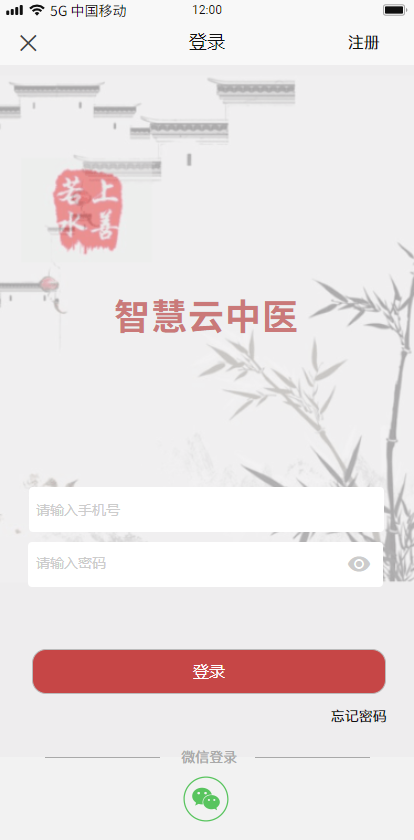 5G 中国移动 12:00
登录 注册
上善
若水
智慧云中医
请输入手机号
请输入密码
登录
忘记密码
微信登录